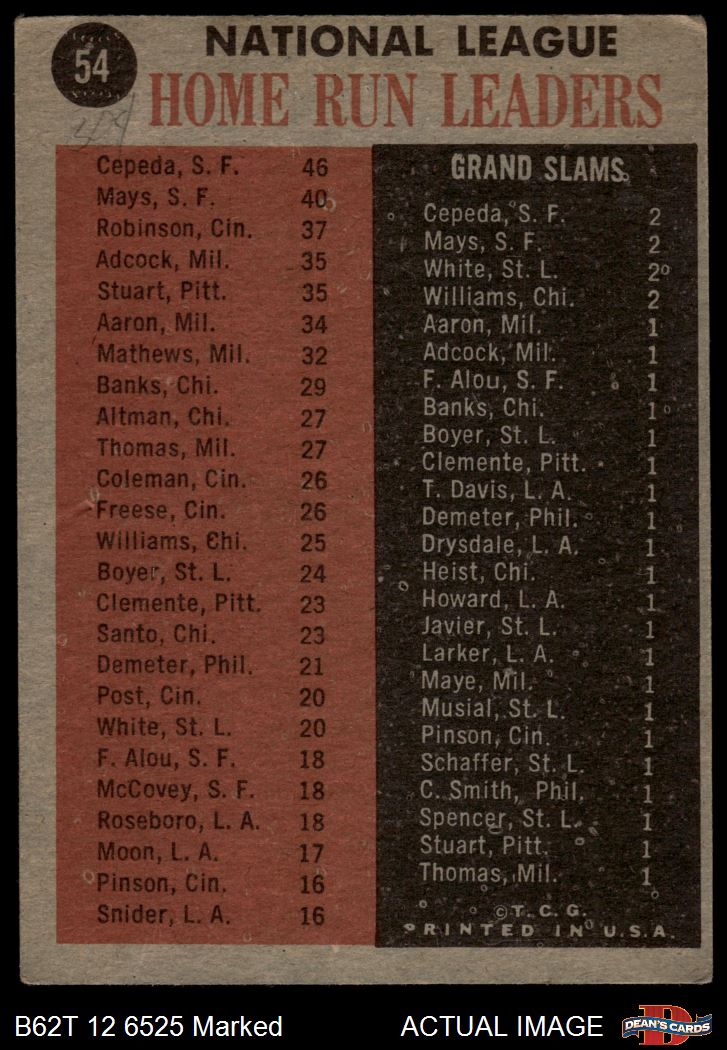 54
NATIONAL LEAGUE
HOME RUN LEADERS
Cepeda, S. F. 46
Mays, S. F. 40
Robinson, Cin. 37
Adcock, Mil. 35
Stuart, Pitt. 35
Aaron, Mil. 34
Mathews, Mil. 32
Banks, Chi. 29
Altman, Chi. 27
Thomas, Mil. 27
Coleman, Cin. 26
Freese, Cin. 26
Williams, Chi. 25
Boyer, St. L. 24
Clemente, Pitt. 23
Santo, Chi. 23
Demeter, Phil. 21
Post, Cin. 20
White, St. L. 20
F. Alou, S. F. 18
McCovey, S. F. 18
Roseboro, L. A. 18
Moon, L. A. 17
Pinson, Cin. 16
Snider, L. A. 16
GRAND SLAMS
Cepeda, S. F. 2
Mays, S. F. 2
White, St. L. 2
Williams, Chi. 2
Aaron, Mil. 1
Adcock, Mil. 1
F. Alou, S. F. 1
Banks, Chi. 1
Boyer, St. L. 1
Clemente, Pitt. 1
T. Davis, L. A. 1
Demeter, Phil. 1
Drysdale, L. A. 1
Heist, Chi. 1
Howard, L. A. 1
Javier, St. L. 1
Larker, L. A. 1
Maye, Mil. 1
Musial, St. L. 1
Pinson, Cin. 1
Schaffer, St. L. 1
C. Smith, Phil. 1
Spencer, St. L. 1
Stuart, Pitt. 1
Thomas, Mil. 1
© T. C. G.
PRINTED IN U.S.A.
B62T 12 6525 Marked
ACTUAL IMAGE
DEAN'S CARDS